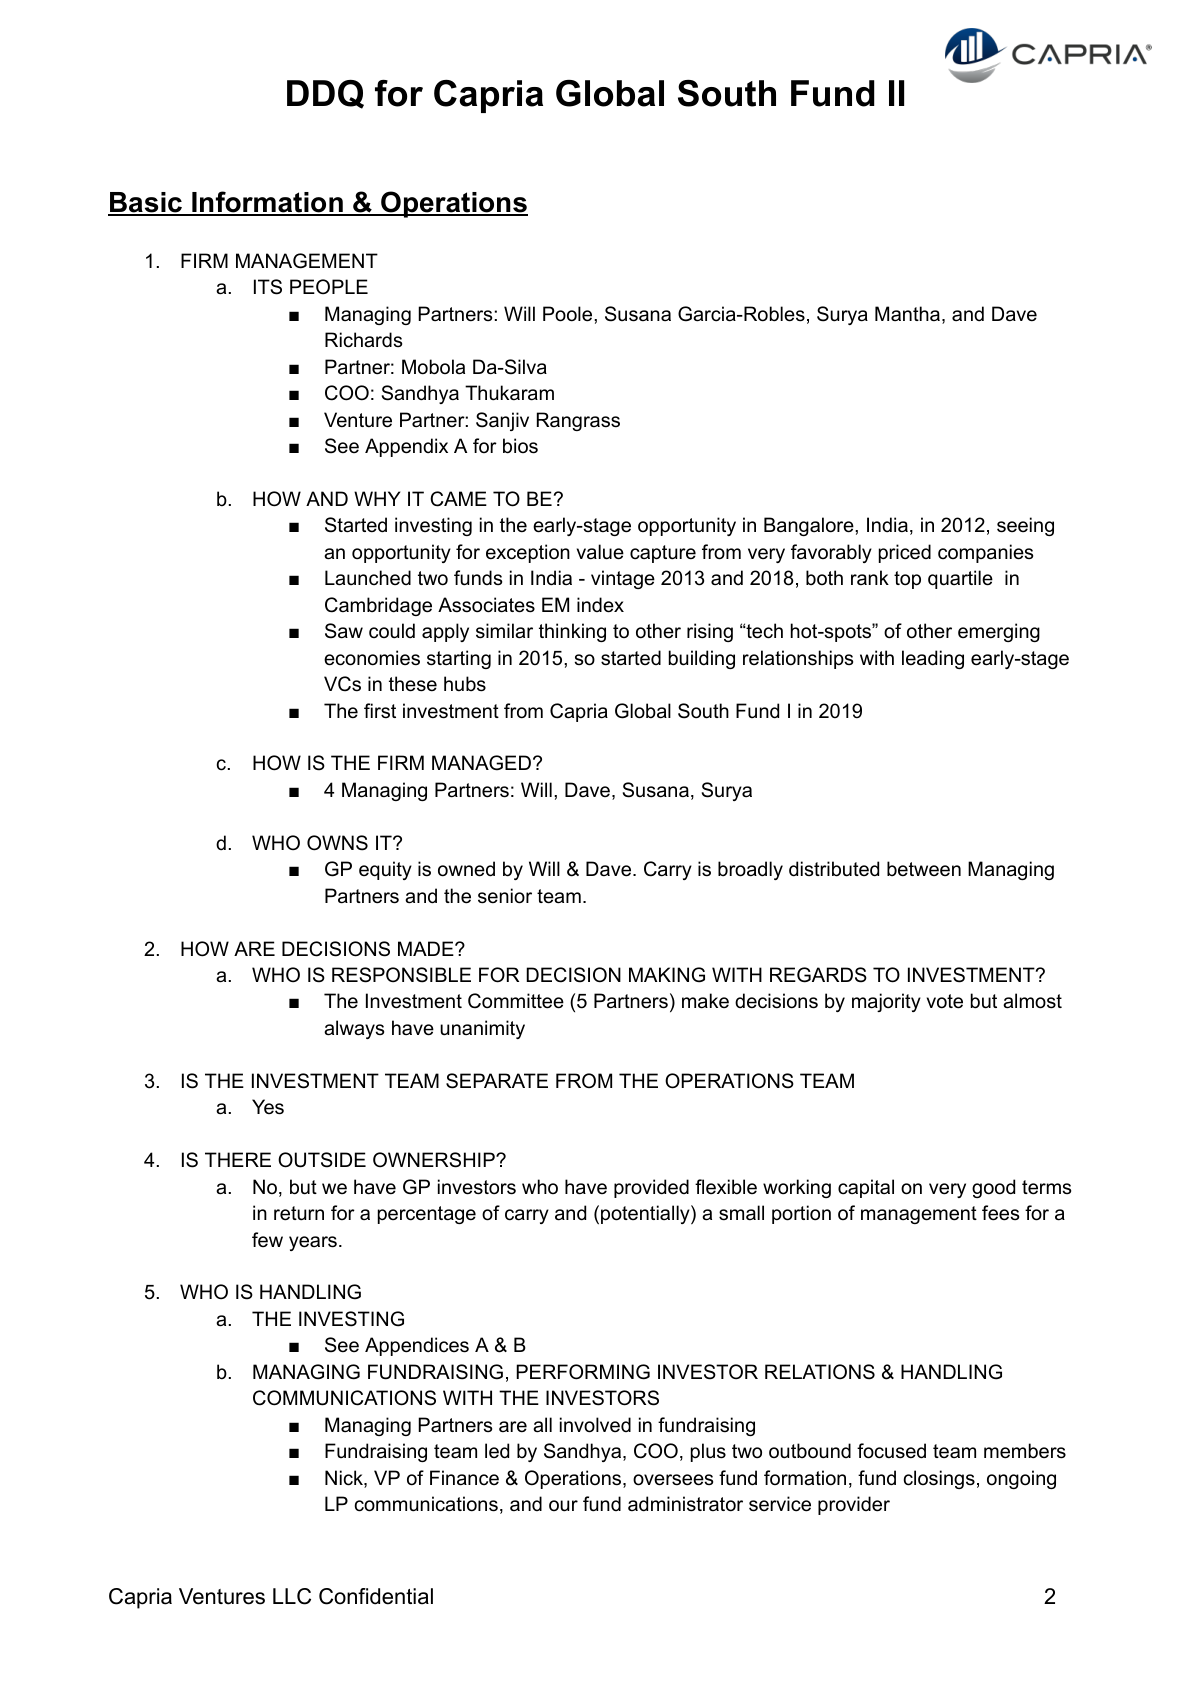 CAPRIA®
DDQ for Capria Global South Fund II
Basic Information & Operations
1. FIRM MANAGEMENT
a. ITS PEOPLE
■ Managing Partners: Will Poole, Susana Garcia-Robles, Surya Mantha, and Dave
Richards
■ Partner: Mobola Da-Silva
■ COO: Sandhya Thukaram
■ Venture Partner: Sanjiv Rangrass
■ See Appendix A for bios
b. HOW AND WHY IT CAME TO BE?
■ Started investing in the early-stage opportunity in Bangalore, India, in 2012, seeing
an opportunity for exception value capture from very favorably priced companies
■ Launched two funds in India - vintage 2013 and 2018, both rank top quartile  in
Cambridage Associates EM index
■ Saw could apply similar thinking to other rising “tech hot-spots” of other emerging
economies starting in 2015, so started building relationships with leading early-stage
VCs in these hubs
■ The first investment from Capria Global South Fund I in 2019
c. HOW IS THE FIRM MANAGED?
■ 4 Managing Partners: Will, Dave, Susana, Surya
d. WHO OWNS IT?
■ GP equity is owned by Will & Dave. Carry is broadly distributed between Managing
Partners and the senior team.
2. HOW ARE DECISIONS MADE?
a. WHO IS RESPONSIBLE FOR DECISION MAKING WITH REGARDS TO INVESTMENT?
■ The Investment Committee (5 Partners) make decisions by majority vote but almost
always have unanimity
3. IS THE INVESTMENT TEAM SEPARATE FROM THE OPERATIONS TEAM
a. Yes
4. IS THERE OUTSIDE OWNERSHIP?
a. No, but we have GP investors who have provided flexible working capital on very good terms
in return for a percentage of carry and (potentially) a small portion of management fees for a
few years.
5. WHO IS HANDLING
a. THE INVESTING
■ See Appendices A & B
b. MANAGING FUNDRAISING, PERFORMING INVESTOR RELATIONS & HANDLING
COMMUNICATIONS WITH THE INVESTORS
■ Managing Partners are all involved in fundraising
■ Fundraising team led by Sandhya, COO, plus two outbound focused team members
■ Nick, VP of Finance & Operations, oversees fund formation, fund closings, ongoing
LP communications, and our fund administrator service provider
Capria Ventures LLC Confidential 2